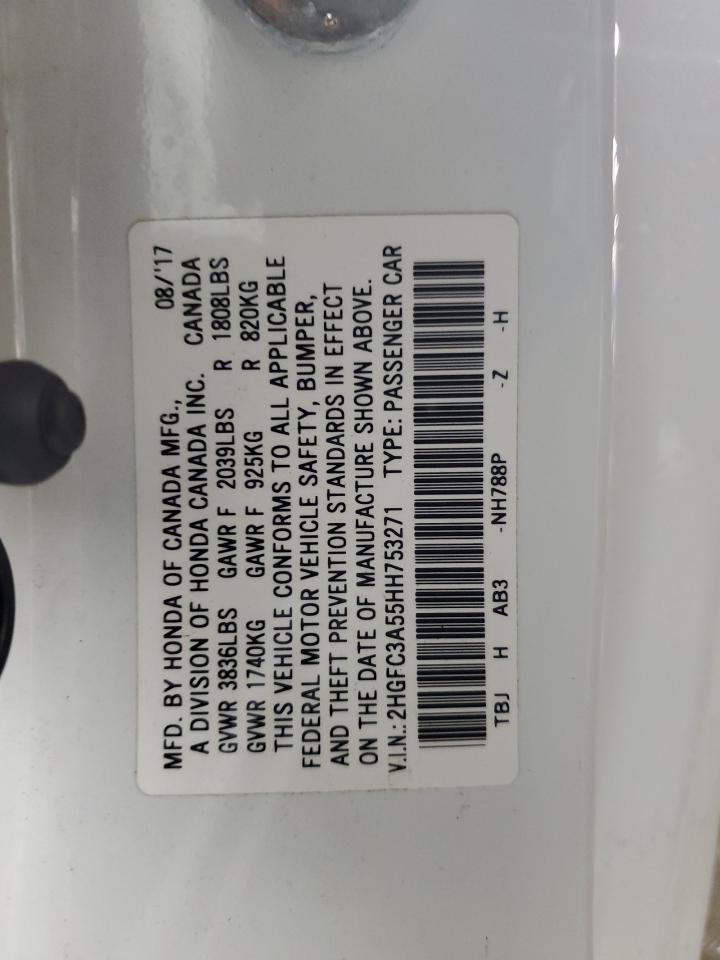 MFD. BY HONDA OF CANADA MFG., 08/'17
A DIVISION OF HONDA CANADA INC. CANADA
GVWR 3836LBS GAWR F 2039LBS R 1808LBS
GVWR 1740KG GAWR F 925KG R 820KG
THIS VEHICLE CONFORMS TO ALL APPLICABLE
FEDERAL MOTOR VEHICLE SAFETY, BUMPER,
AND THEFT PREVENTION STANDARDS IN EFFECT
ON THE DATE OF MANUFACTURE SHOWN ABOVE.
V.I.N.: 2HGFC3A55HH753271 TYPE: PASSENGER CAR
TBJ H AB3 -NH788P -Z -H